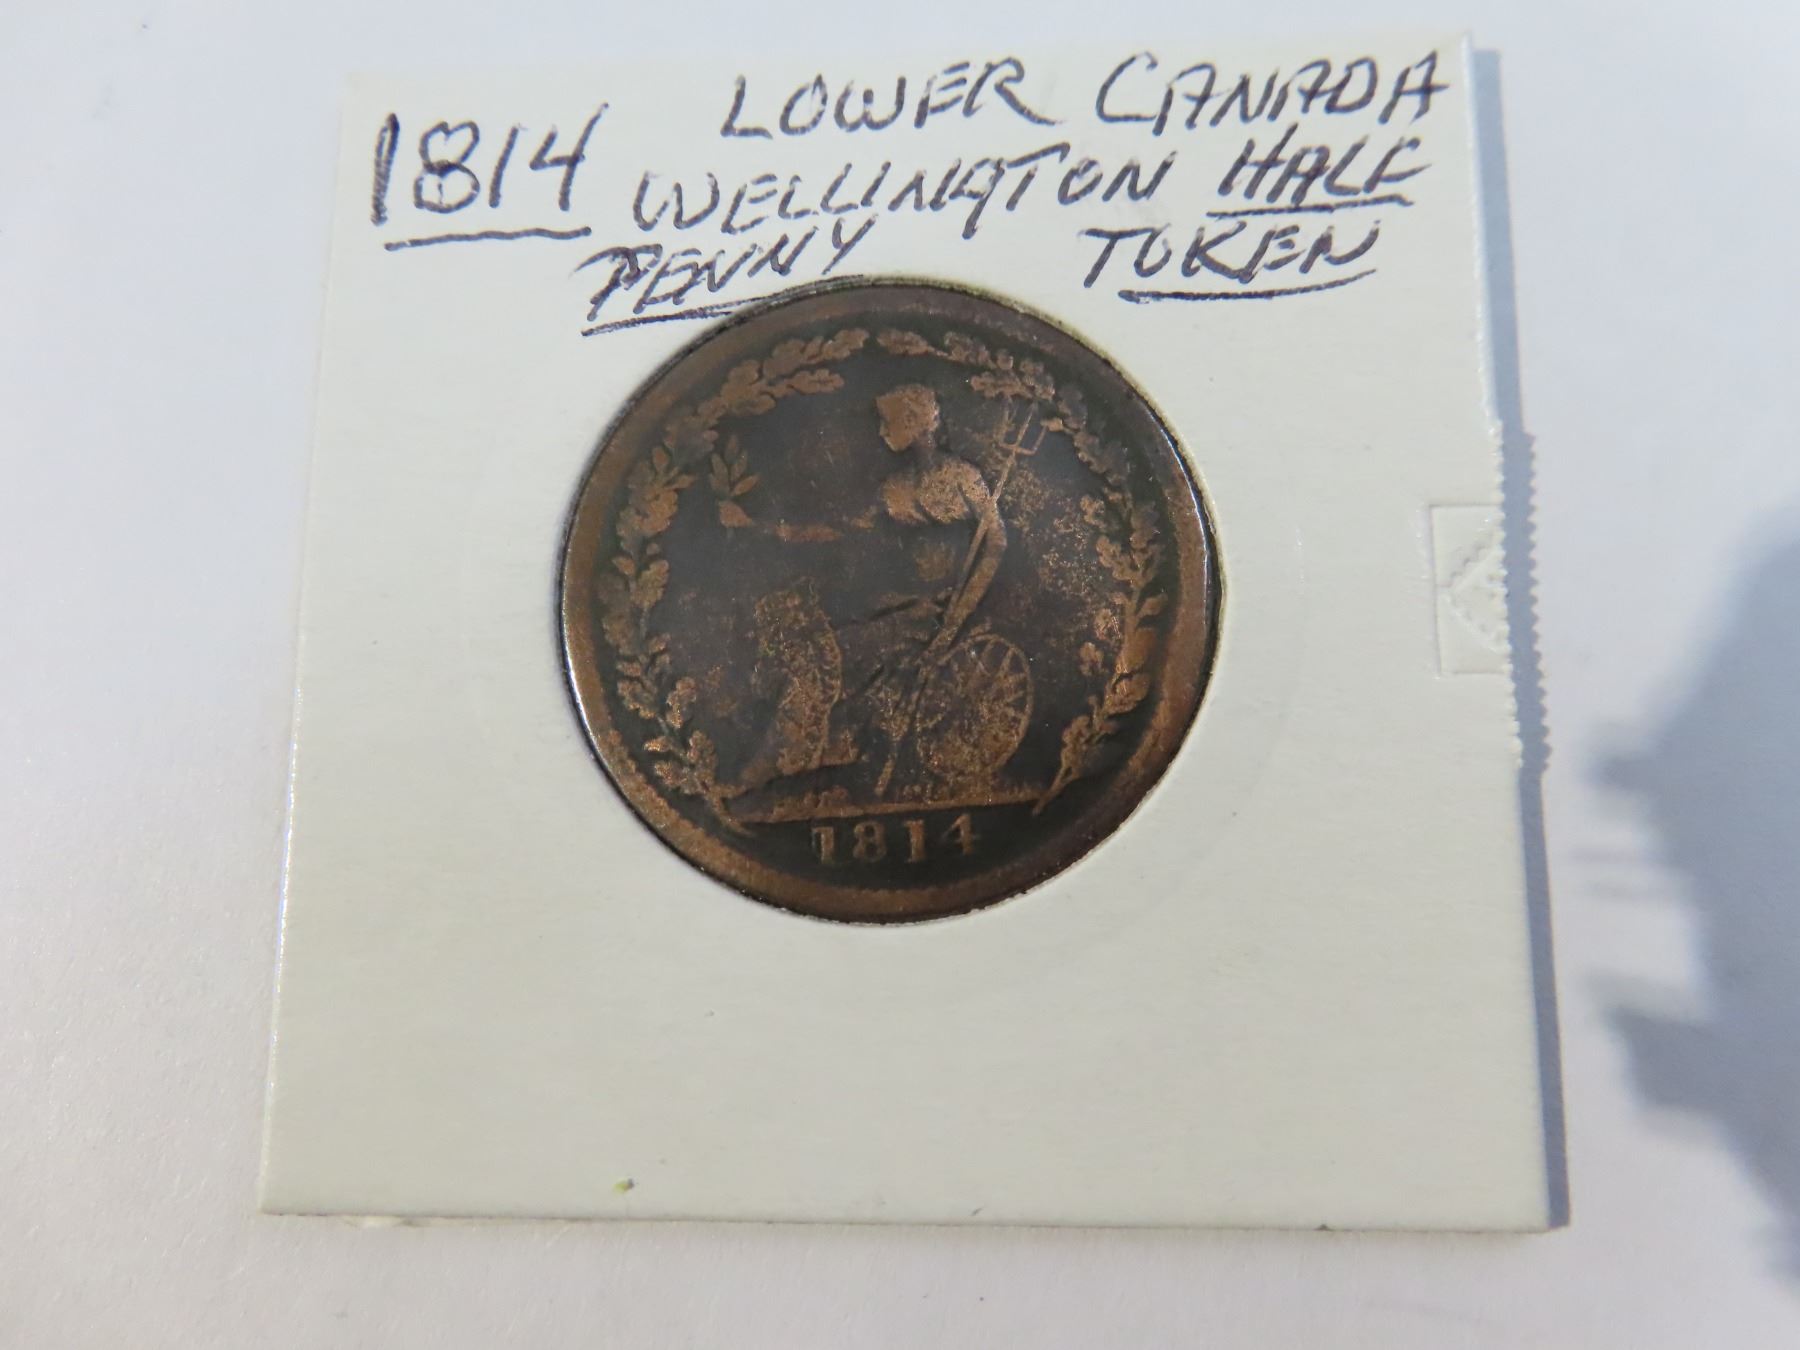 LOWER CANADA
1814 WELLINGTON HALF
PENNY TOKEN
1814